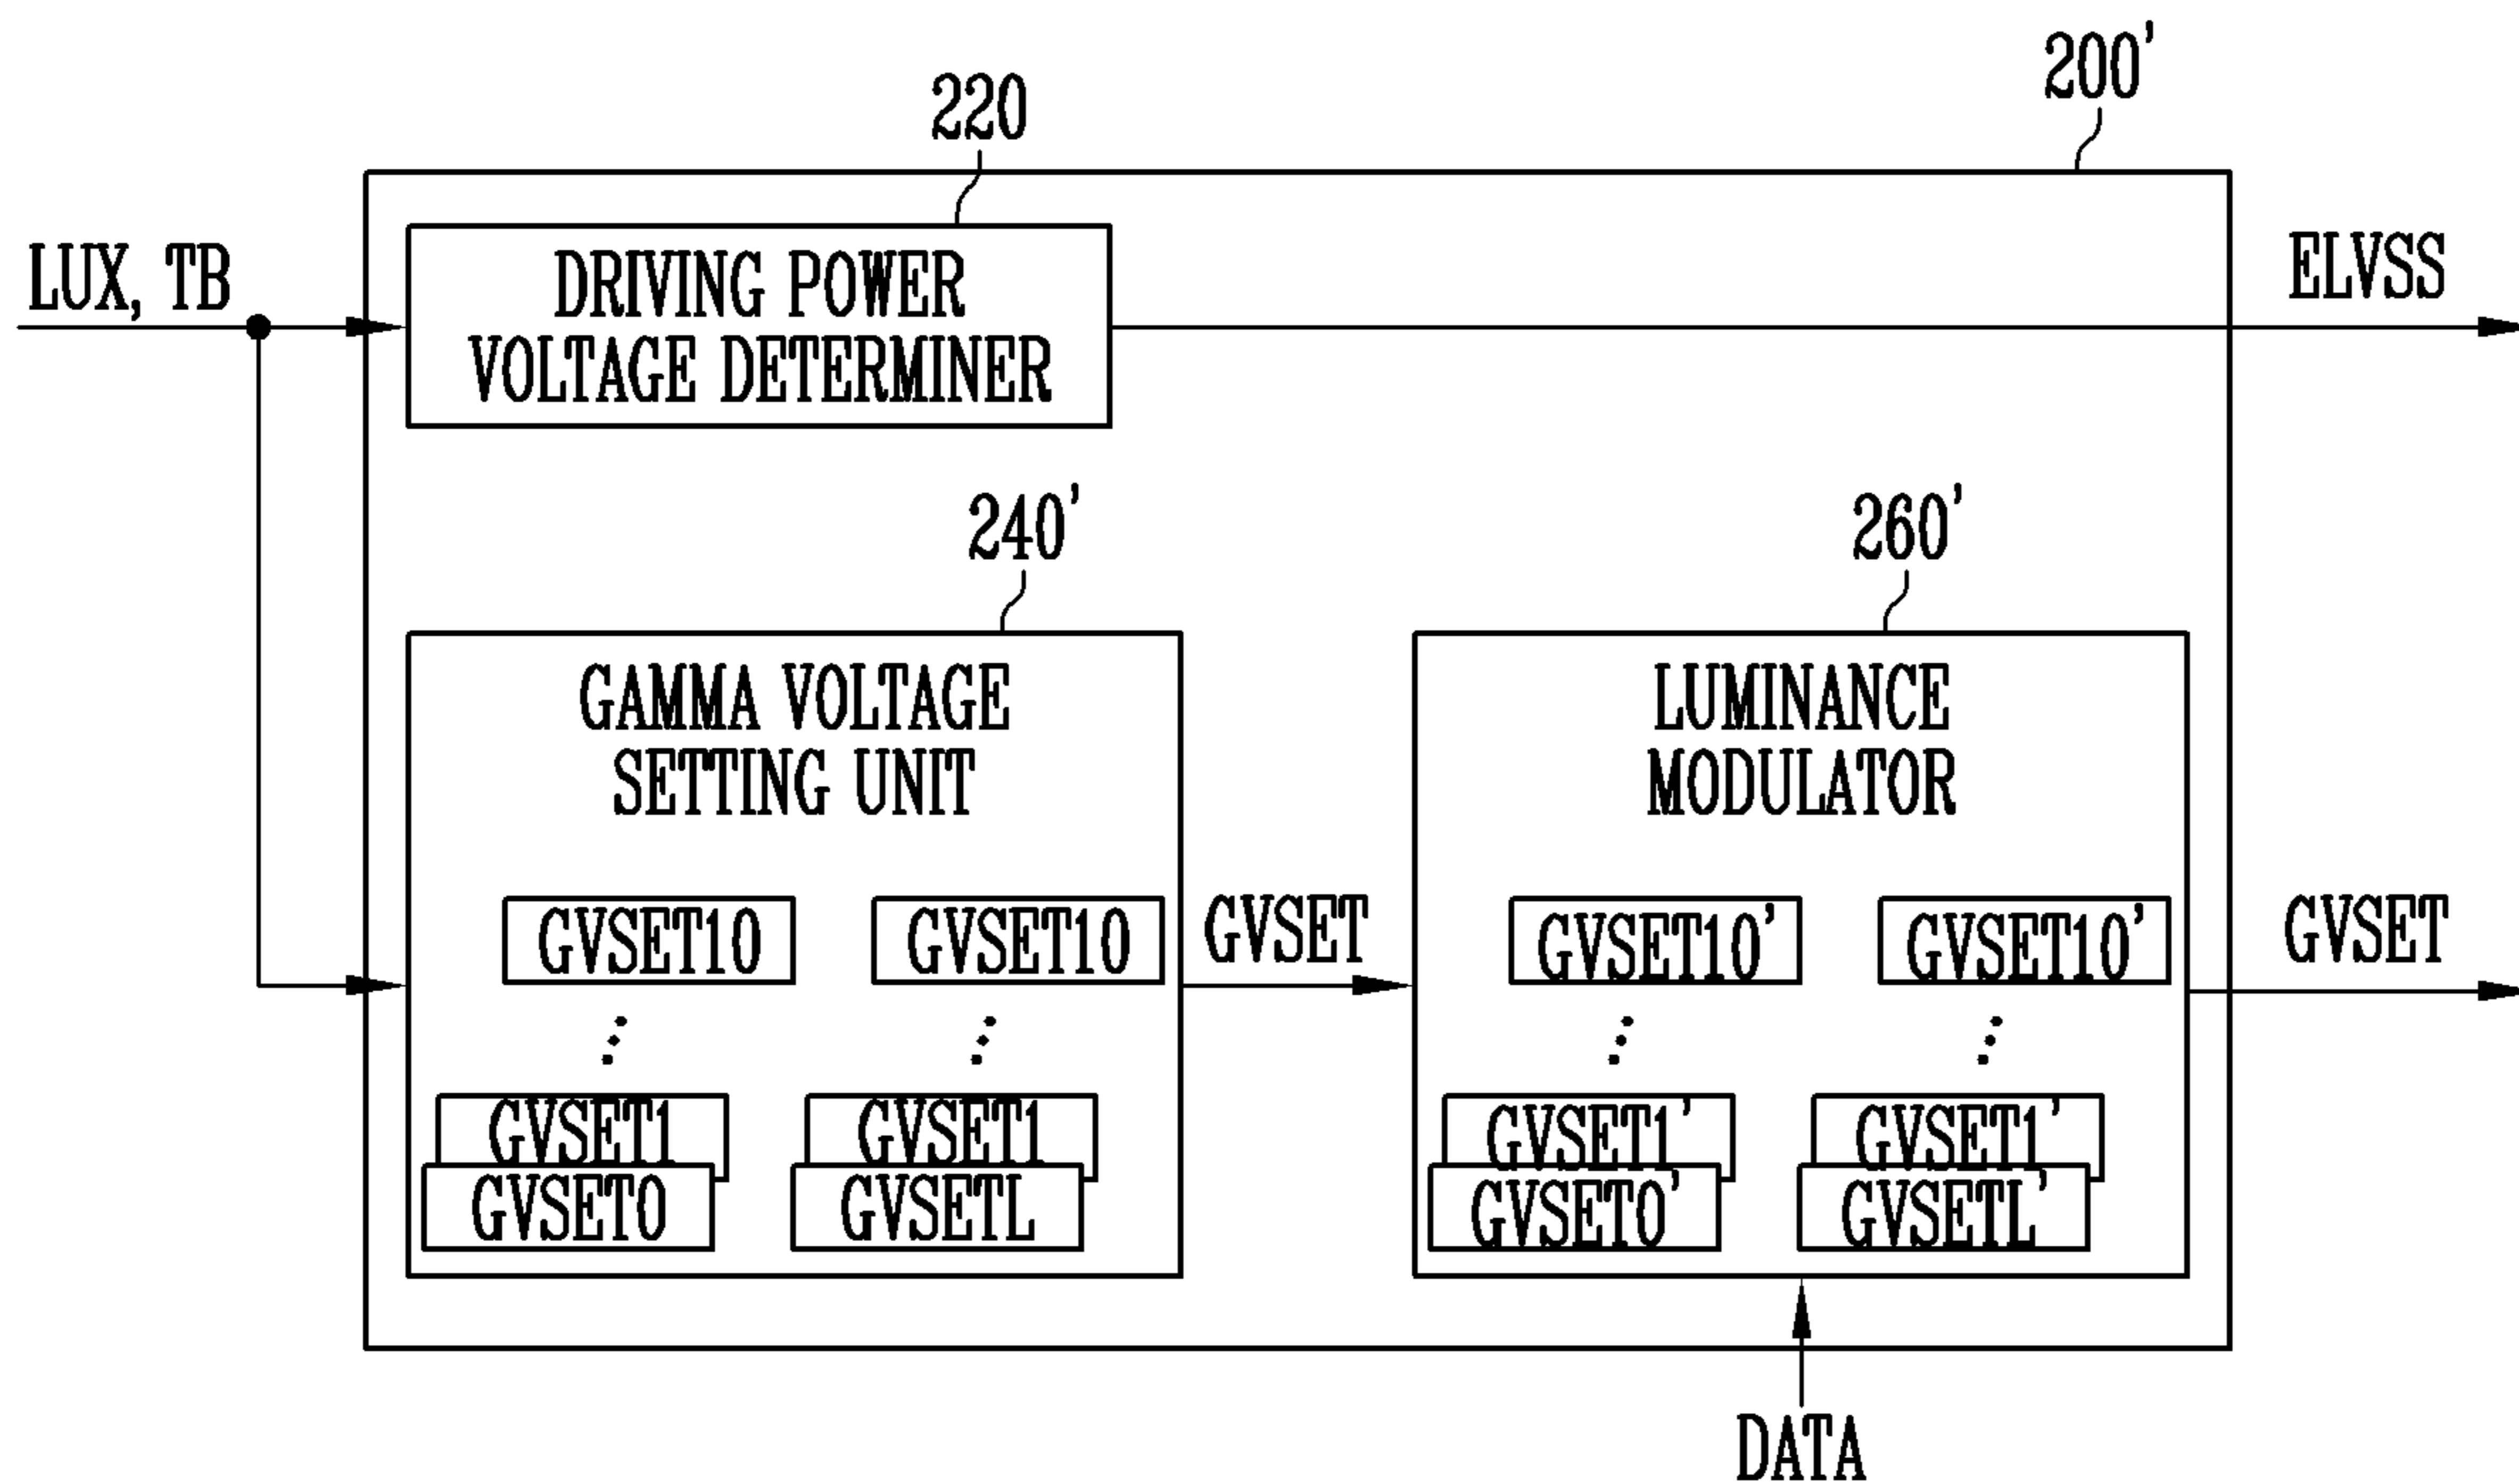 200'
220
LUX, TB
DRIVING POWER
VOLTAGE DETERMINER
ELVSS
240'
260'
GAMMA VOLTAGE
SETTING UNIT
LUMINANCE
MODULATOR
GVSET10
GVSET10
GVSET
GVSET10'
GVSET10'
GVSET
GVSET1
GVSET1
GVSET1'
GVSET1'
GVSET0
GVSETL
GVSET0'
GVSETL'
DATA